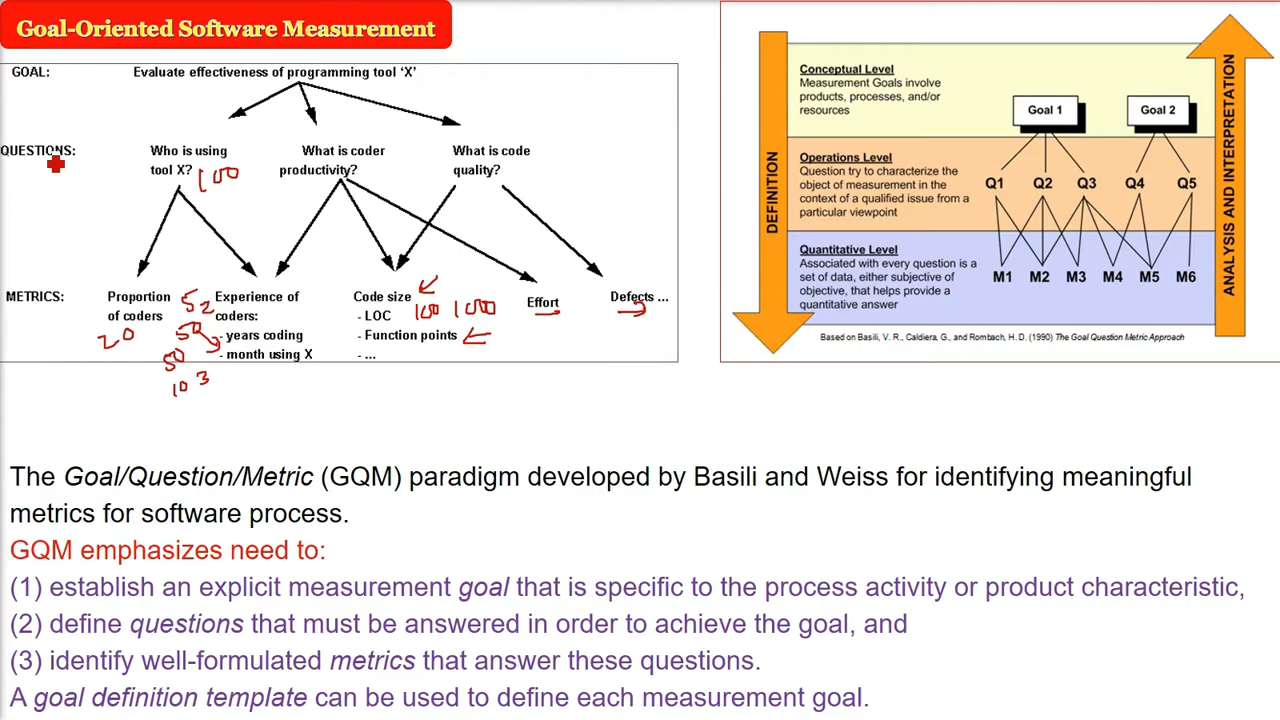 Goal-Oriented Software Measurement
GOAL: Evaluate effectiveness of programming tool ‘X’
QUESTIONS: Who is using What is coder What is code
tool X? productivity? quality?
100
METRICS: Proportion Experience of Code size Effort Defects ...
of coders coders: - LOC
- years coding - Function points
- month using X - ...
20
52
50
50
10 3
100 1000
DEFINITION
Conceptual Level
Measurement Goals involve
products, processes, and/or
resources
Goal 1 Goal 2
Operations Level
Question try to characterize the
object of measurement in the
context of a qualified issue from a
particular viewpoint
Q1 Q2 Q3 Q4 Q5
Quantitative Level
Associated with every question is a
set of data, either subjective of
objective, that helps provide a
quantitative answer
M1 M2 M3 M4 M5 M6
ANALYSIS AND INTERPRETATION
Based on Basili, V. R., Caldiera, G., and Rombach, H. D. (1990) The Goal Question Metric Approach
The Goal/Question/Metric (GQM) paradigm developed by Basili and Weiss for identifying meaningful
metrics for software process.
GQM emphasizes need to:
(1) establish an explicit measurement goal that is specific to the process activity or product characteristic,
(2) define questions that must be answered in order to achieve the goal, and
(3) identify well-formulated metrics that answer these questions.
A goal definition template can be used to define each measurement goal.